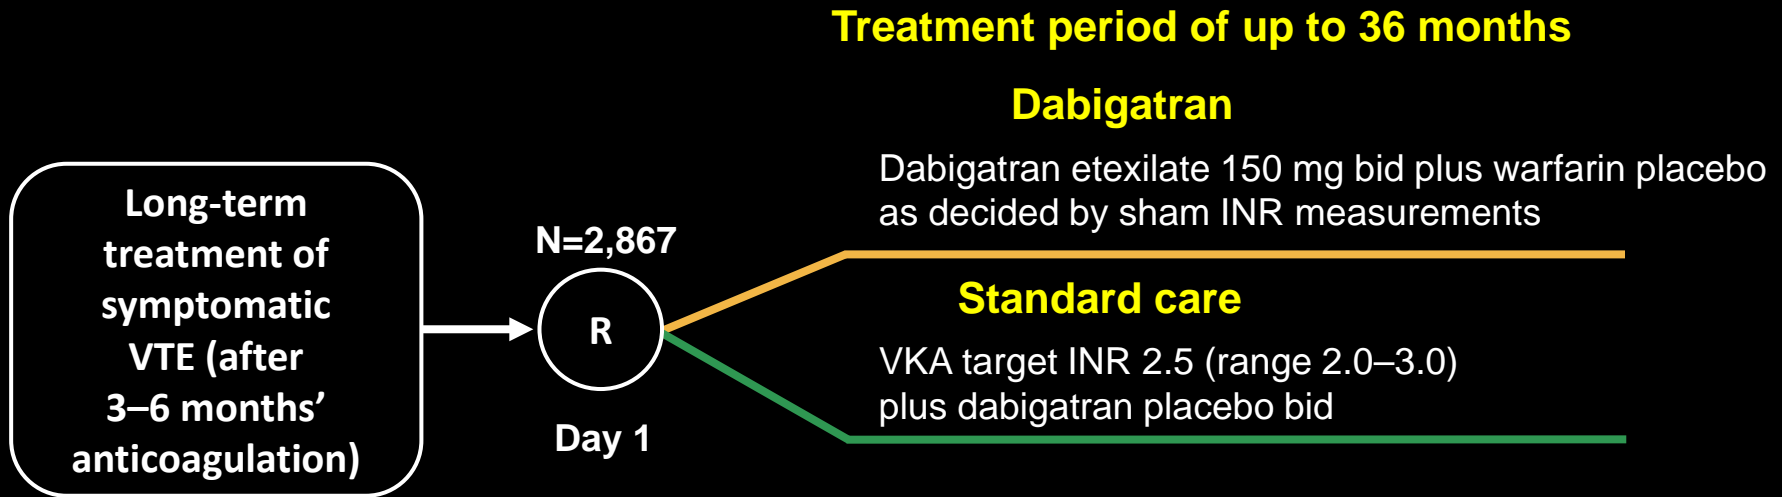 Treatment period of up to 36 months
Dabigatran
Dabigatran etexilate 150 mg bid plus warfarin placebo
as decided by sham INR measurements
Long-term
treatment of
symptomatic
VTE (after
3–6 months’
anticoagulation)
N=2,867
R
Day 1
Standard care
VKA target INR 2.5 (range 2.0–3.0)
plus dabigatran placebo bid